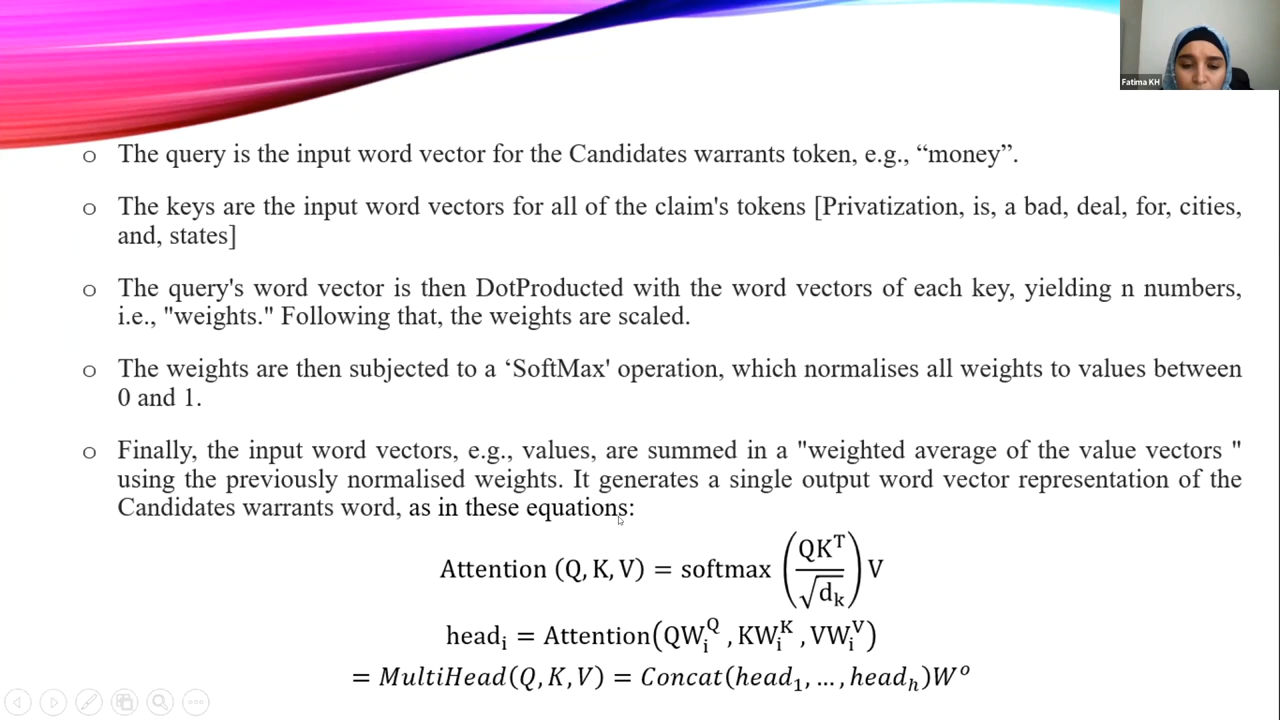 Fatima KH
o The query is the input word vector for the Candidates warrants token, e.g., “money”.
o The keys are the input word vectors for all of the claim's tokens [Privatization, is, a bad, deal, for, cities,
and, states]
o The query's word vector is then DotProducted with the word vectors of each key, yielding n numbers,
i.e., "weights." Following that, the weights are scaled.
o The weights are then subjected to a ‘SoftMax' operation, which normalises all weights to values between
0 and 1.
o Finally, the input word vectors, e.g., values, are summed in a "weighted average of the value vectors "
using the previously normalised weights. It generates a single output word vector representation of the
Candidates warrants word, as in these equations:
Attention (Q, K, V) = softmax (QK^T / √d_k) V
head_i = Attention(QW_i^Q , KW_i^K , VW_i^V)
= MultiHead(Q, K, V) = Concat(head_1, … , head_h)W^o